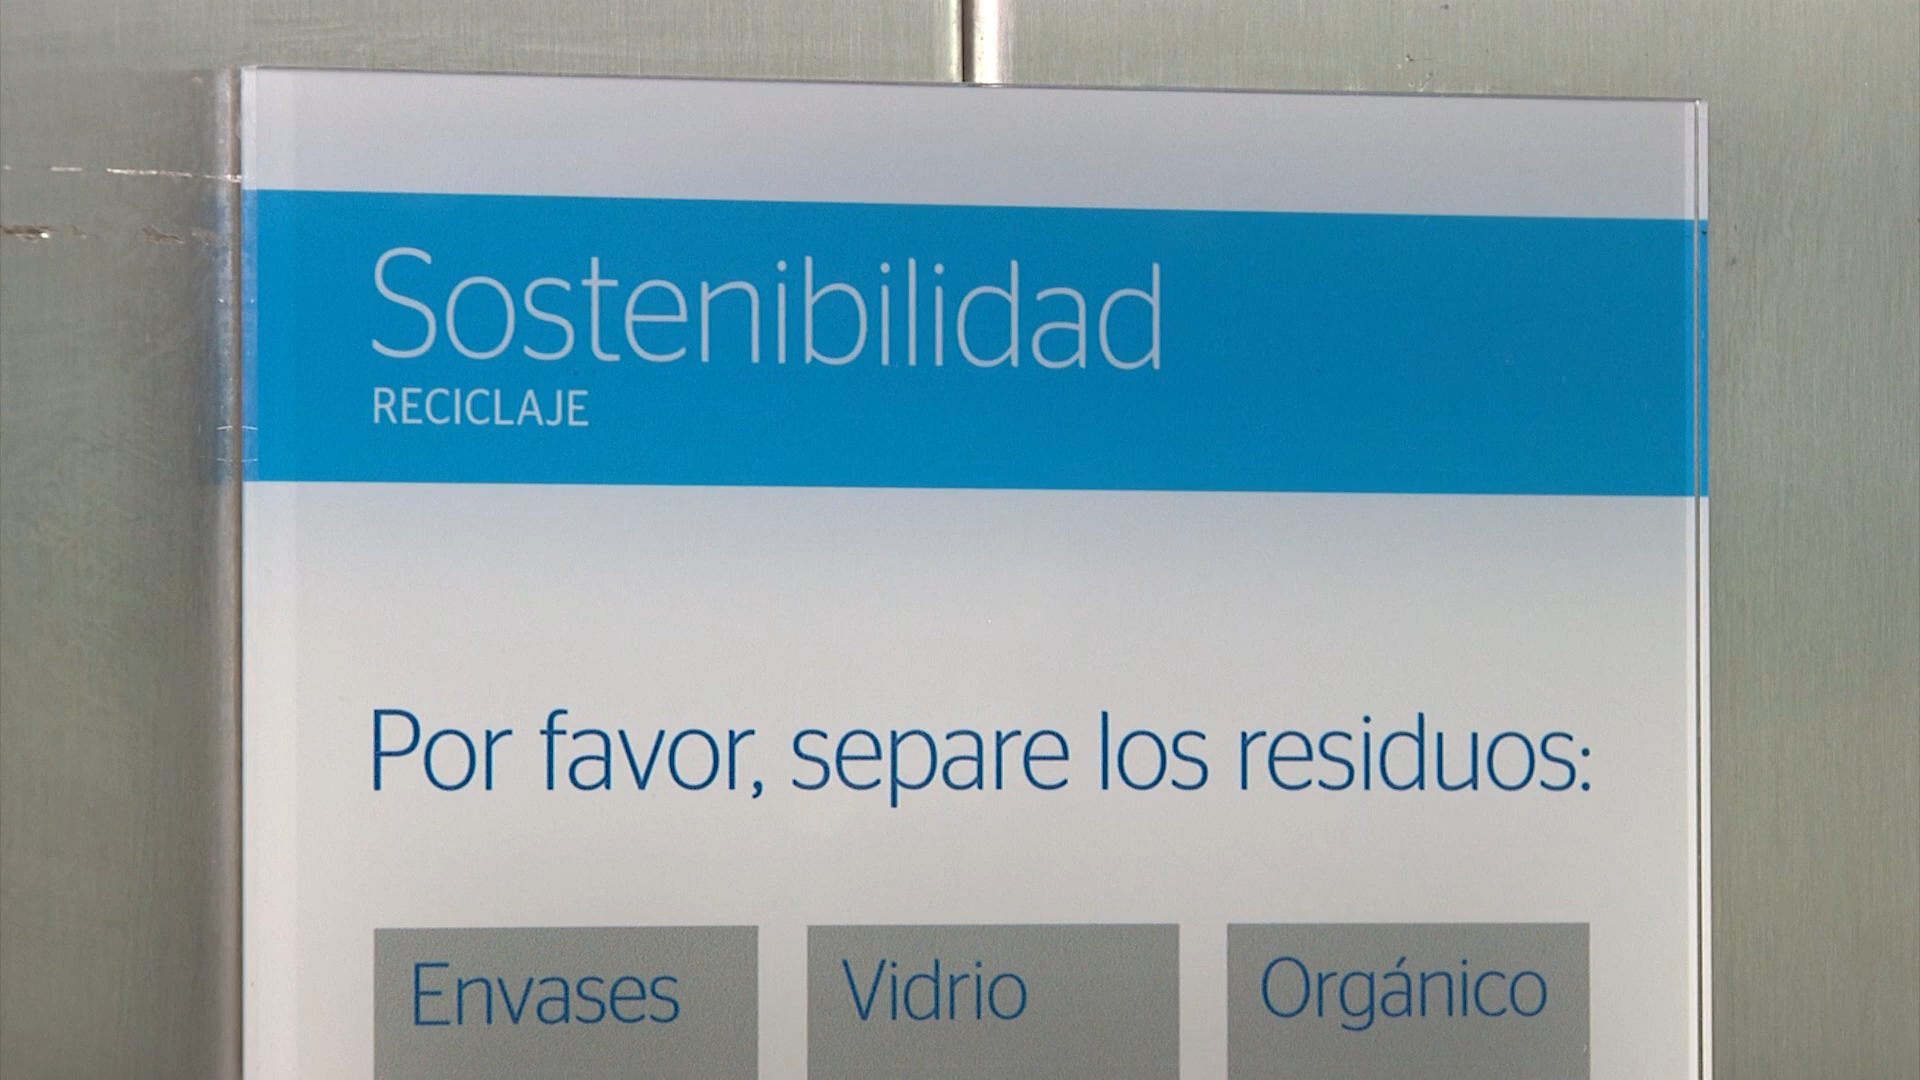 Sostenibilidad
RECICLAJE
Por favor, separe los residuos:
Envases
Vidrio
Orgánico